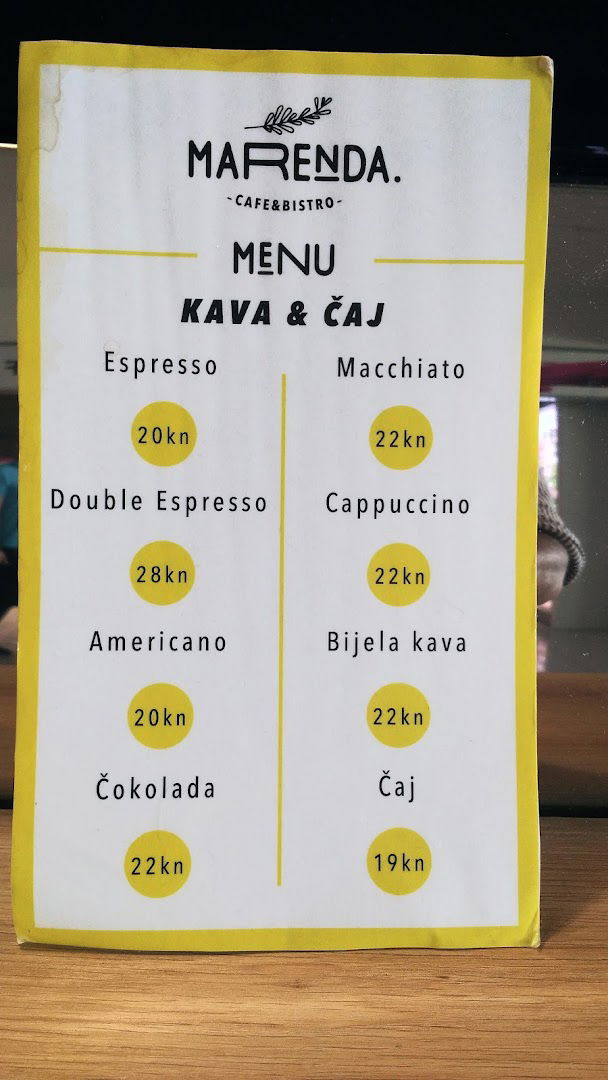 MARENDA.
-CAFE&BISTRO-
MENU
KAVA & ČAJ
Espresso
20kn
Double Espresso
28kn
Americano
20kn
Čokolada
22kn
Macchiato
22kn
Cappuccino
22kn
Bijela kava
22kn
Čaj
19kn